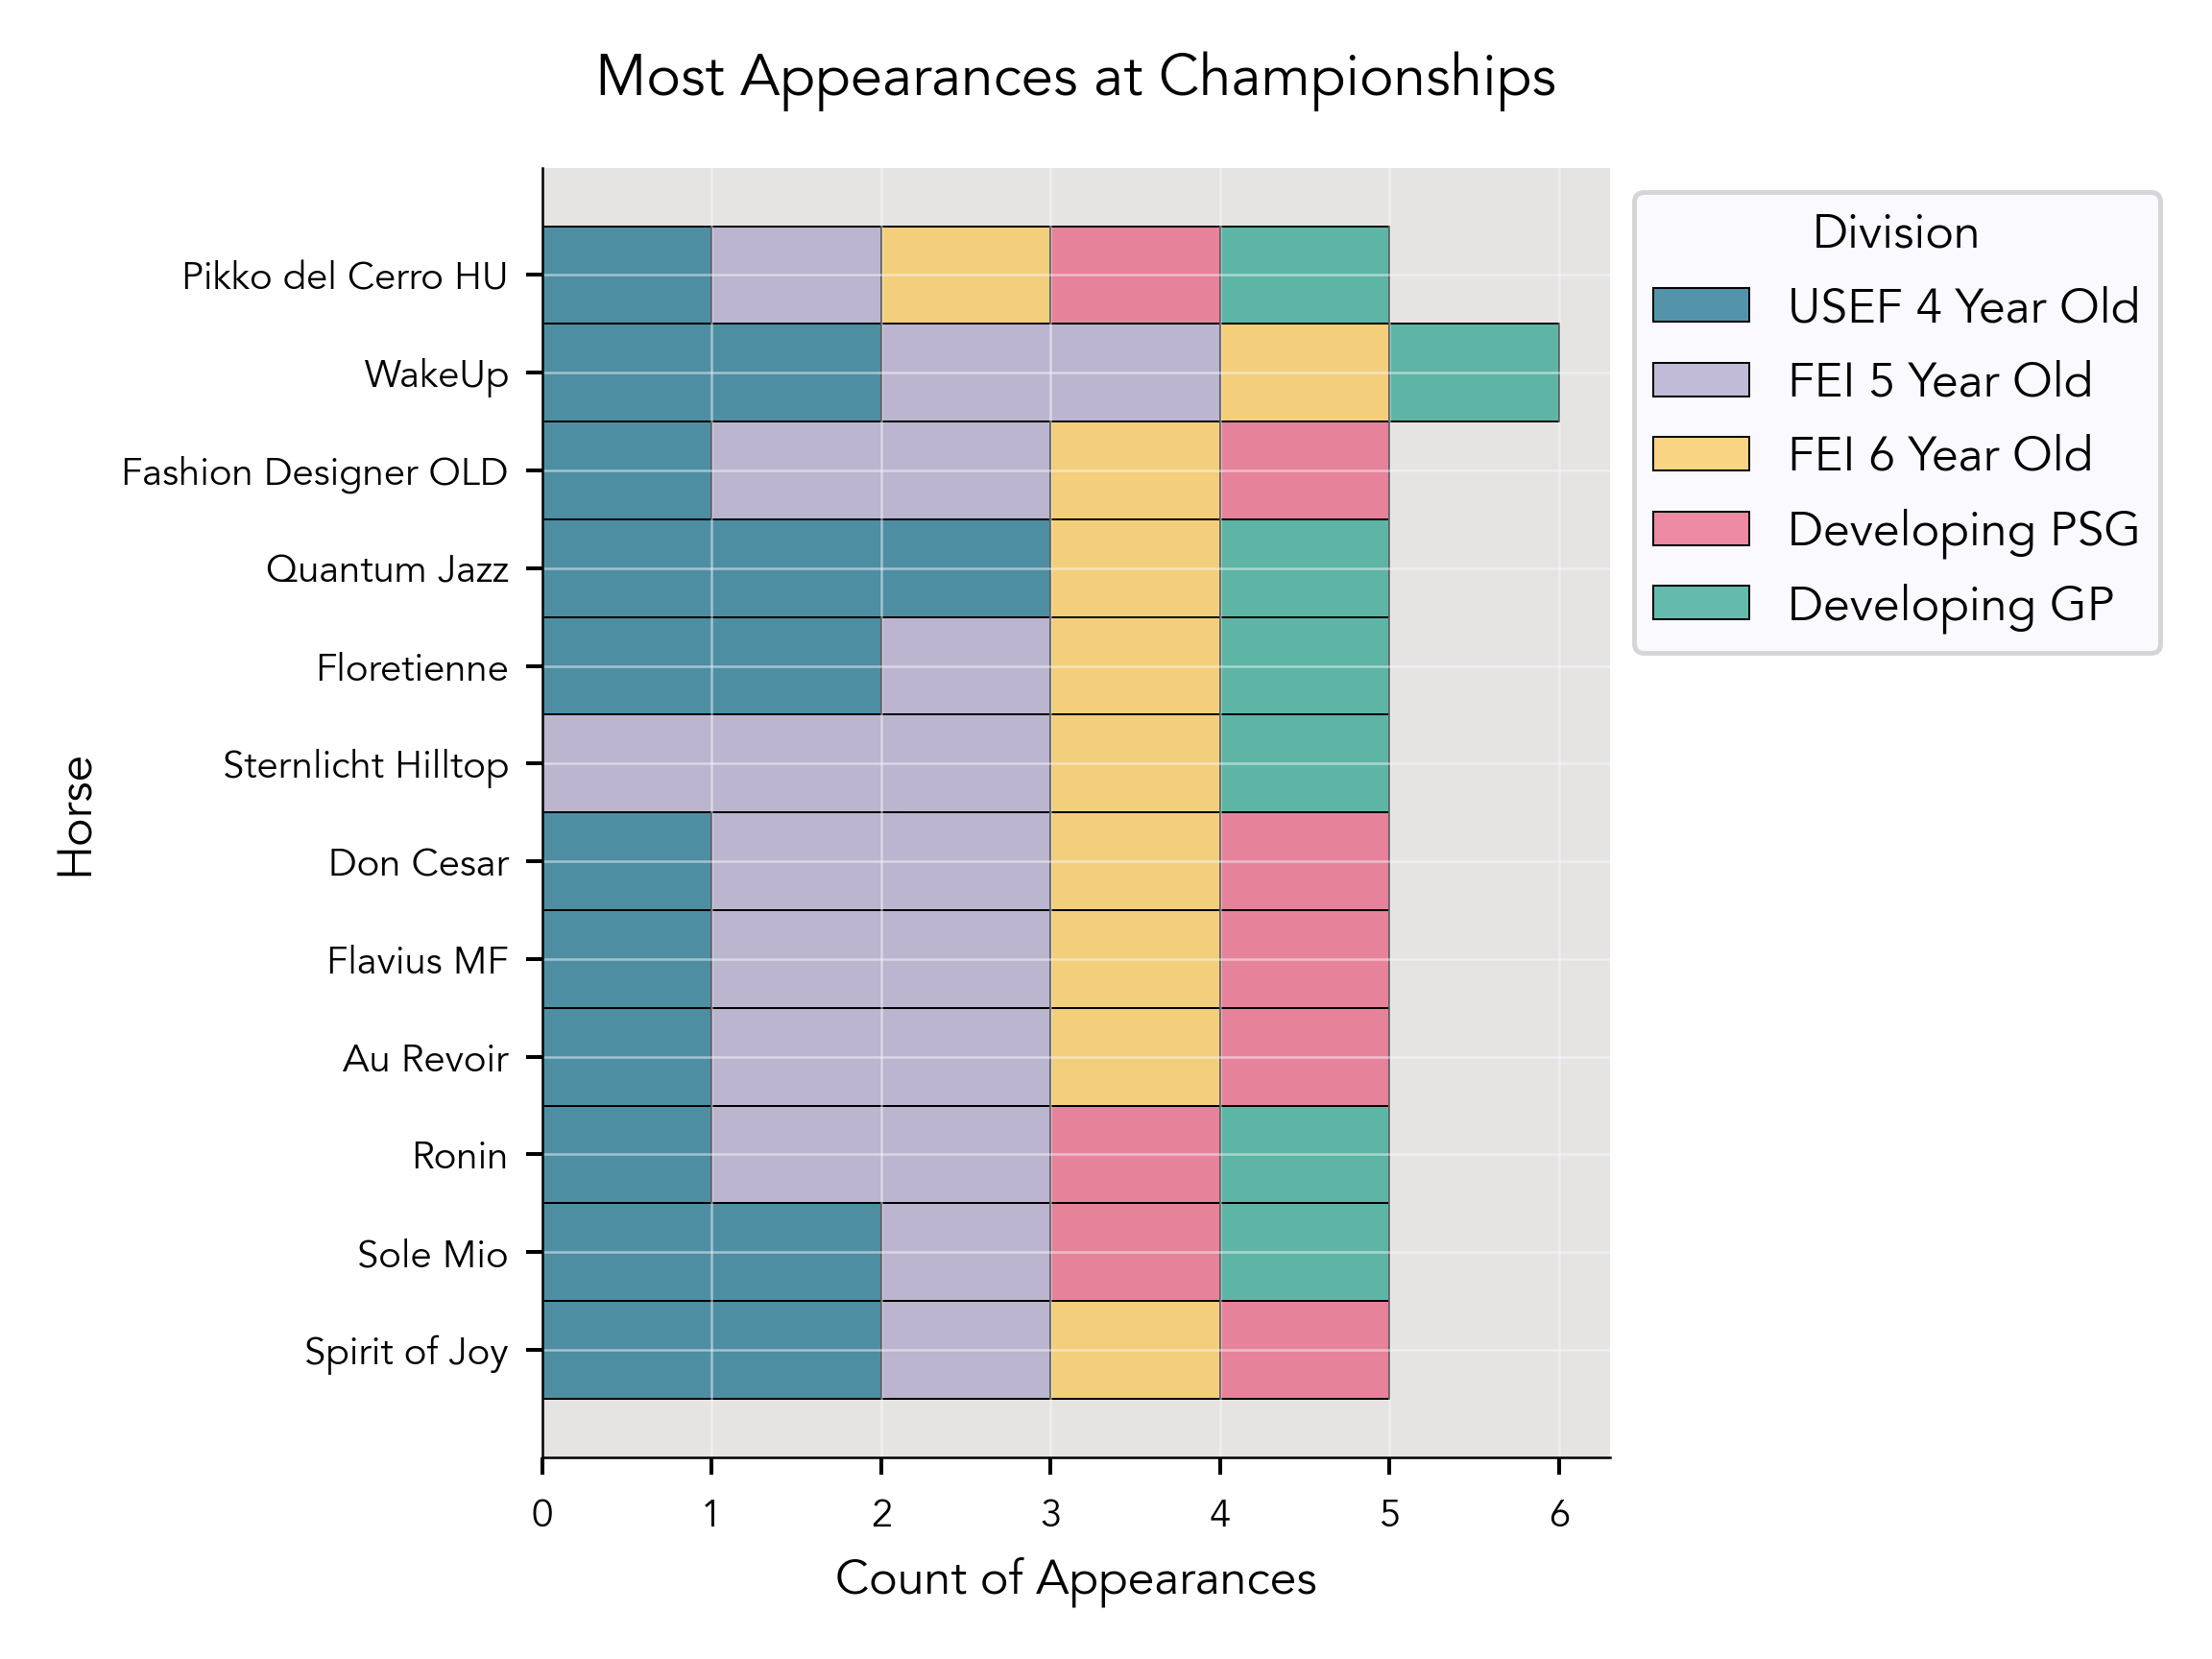 Most Appearances at Championships
Division
USEF 4 Year Old
FEI 5 Year Old
FEI 6 Year Old
Developing PSG
Developing GP
Horse
Pikko del Cerro HU
WakeUp
Fashion Designer OLD
Quantum Jazz
Floretienne
Sternlicht Hilltop
Don Cesar
Flavius MF
Au Revoir
Ronin
Sole Mio
Spirit of Joy
0 1 2 3 4 5 6
Count of Appearances